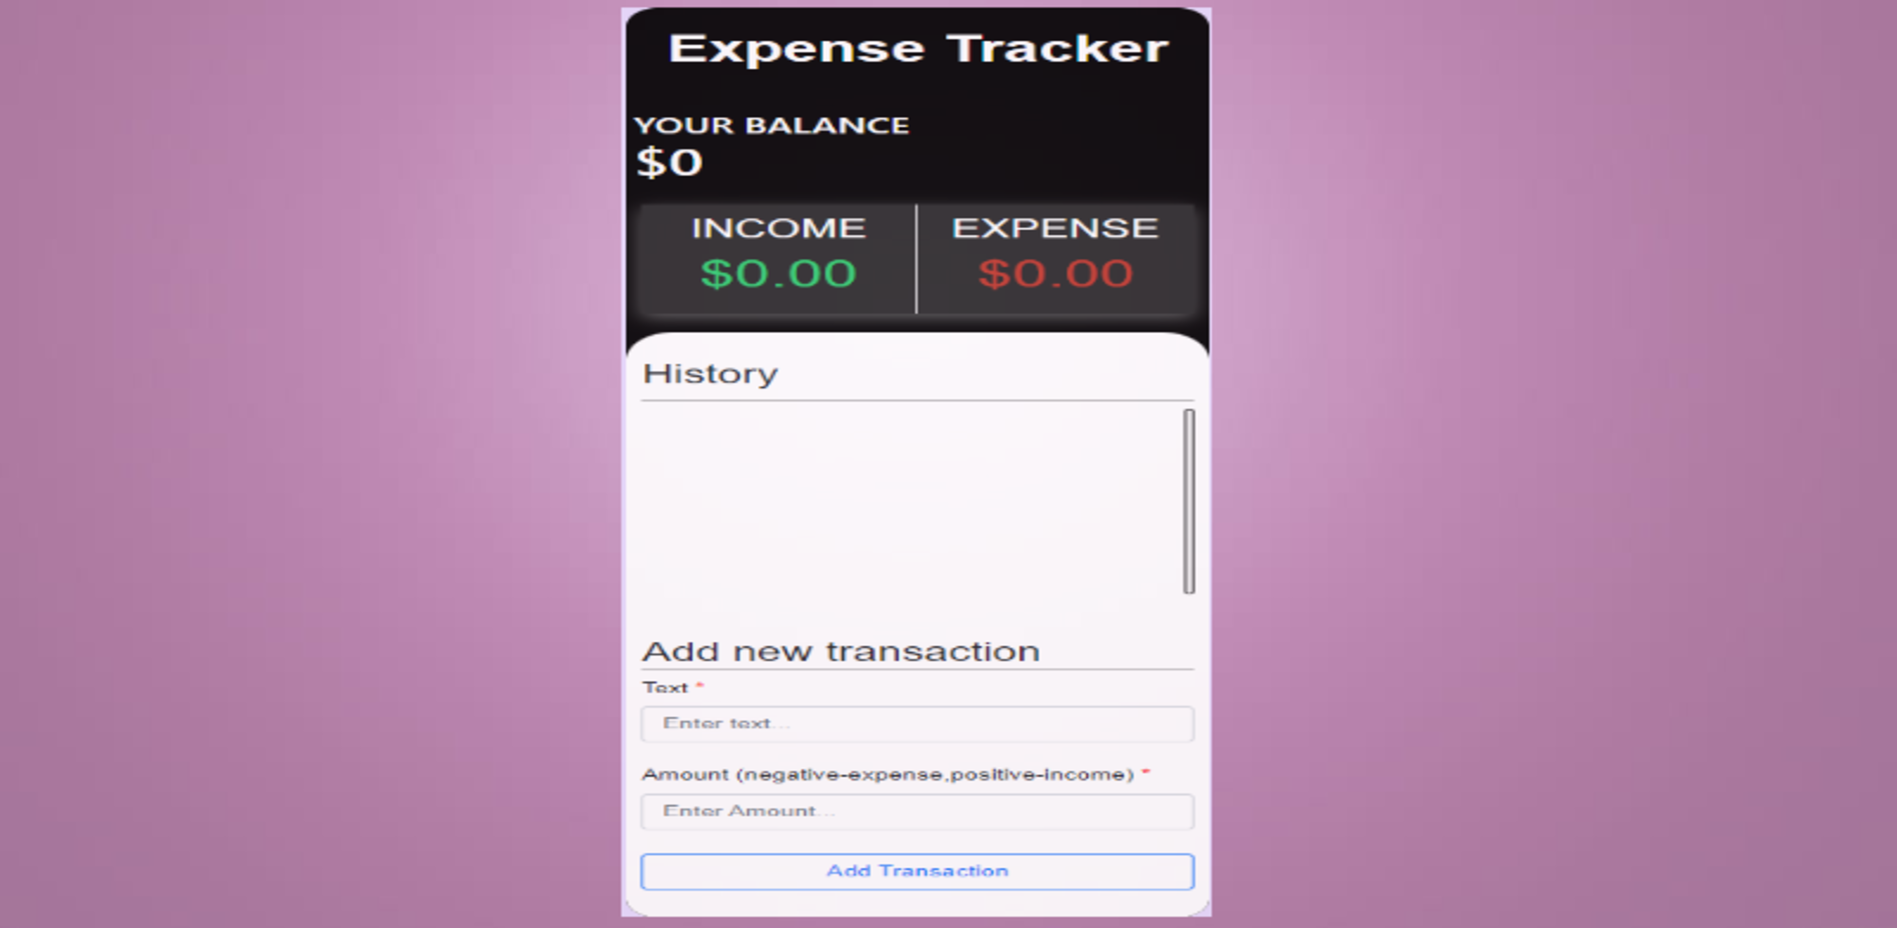 Expense Tracker
YOUR BALANCE
$0
INCOME EXPENSE
$0.00 $0.00
History
Add new transaction
Text *
Enter text...
Amount (negative-expense,positive-income) *
Enter Amount...
Add Transaction